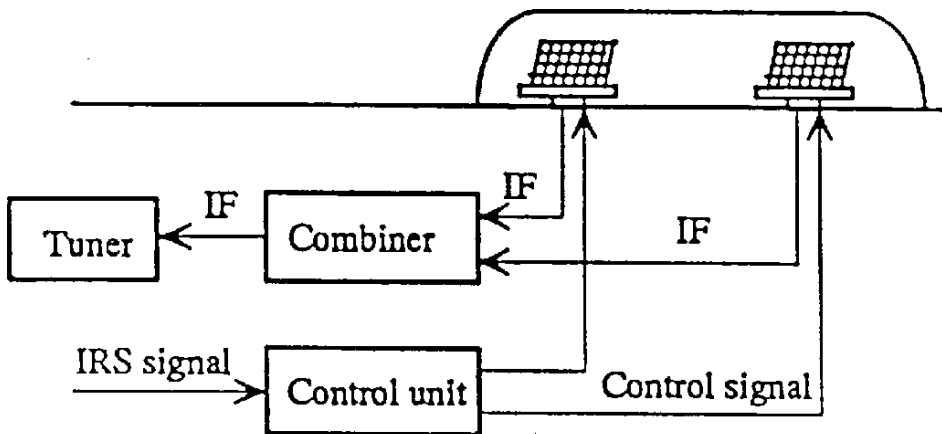 IF
IF
Tuner
Combiner
IF
IRS signal
Control unit
Control signal